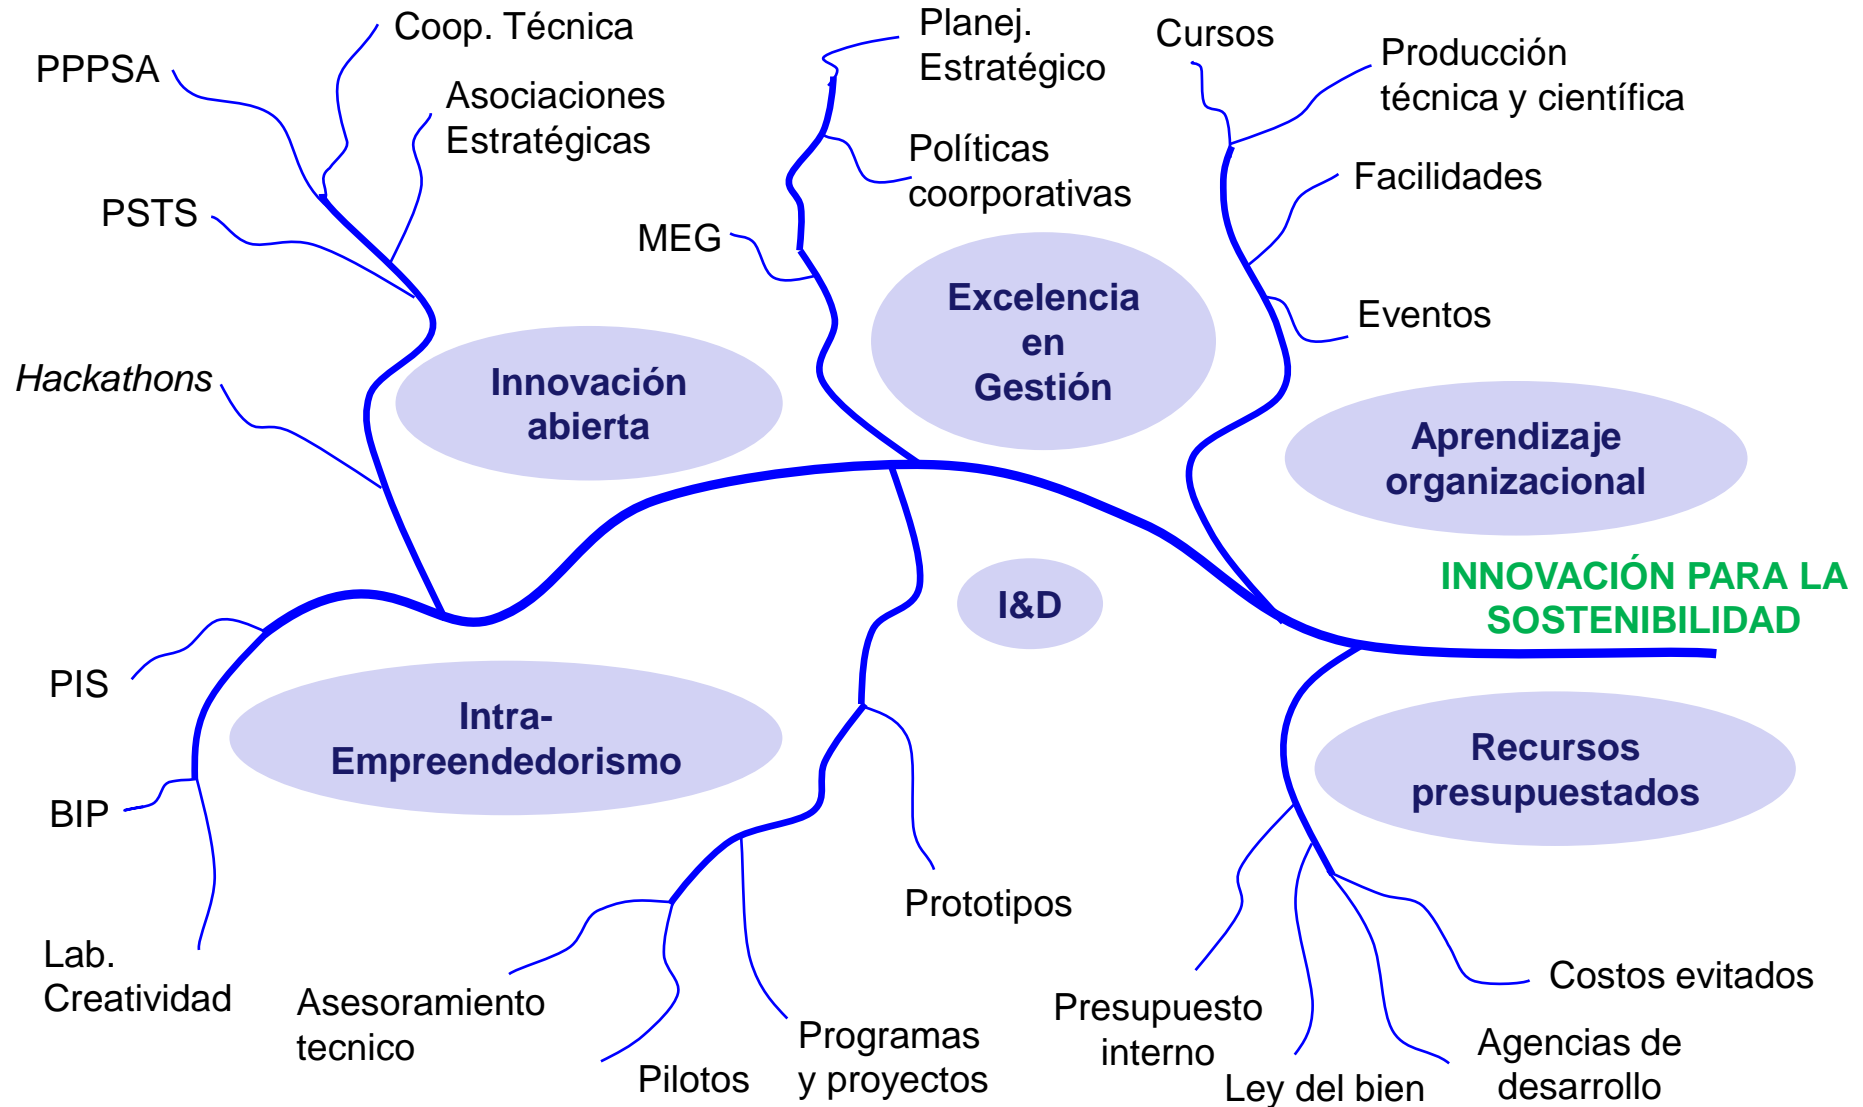 Coop. Técnica
PPPSA
Asociaciones
Estratégicas
PSTS
Hackathons
Innovación
abierta
Planej.
Estratégico
Políticas
coorporativas
MEG
Excelencia
en
Gestión
Cursos
Producción
técnica y científica
Facilidades
Eventos
Aprendizaje
organizacional
INNOVACIÓN PARA LA
SOSTENIBILIDAD
I&D
PIS
Intra-
Empreendedorismo
BIP
Lab.
Creatividad
Asesoramiento
tecnico
Pilotos
Programas
y proyectos
Prototipos
Recursos
presupuestados
Presupuesto
interno
Ley del bien
Agencias de
desarrollo
Costos evitados